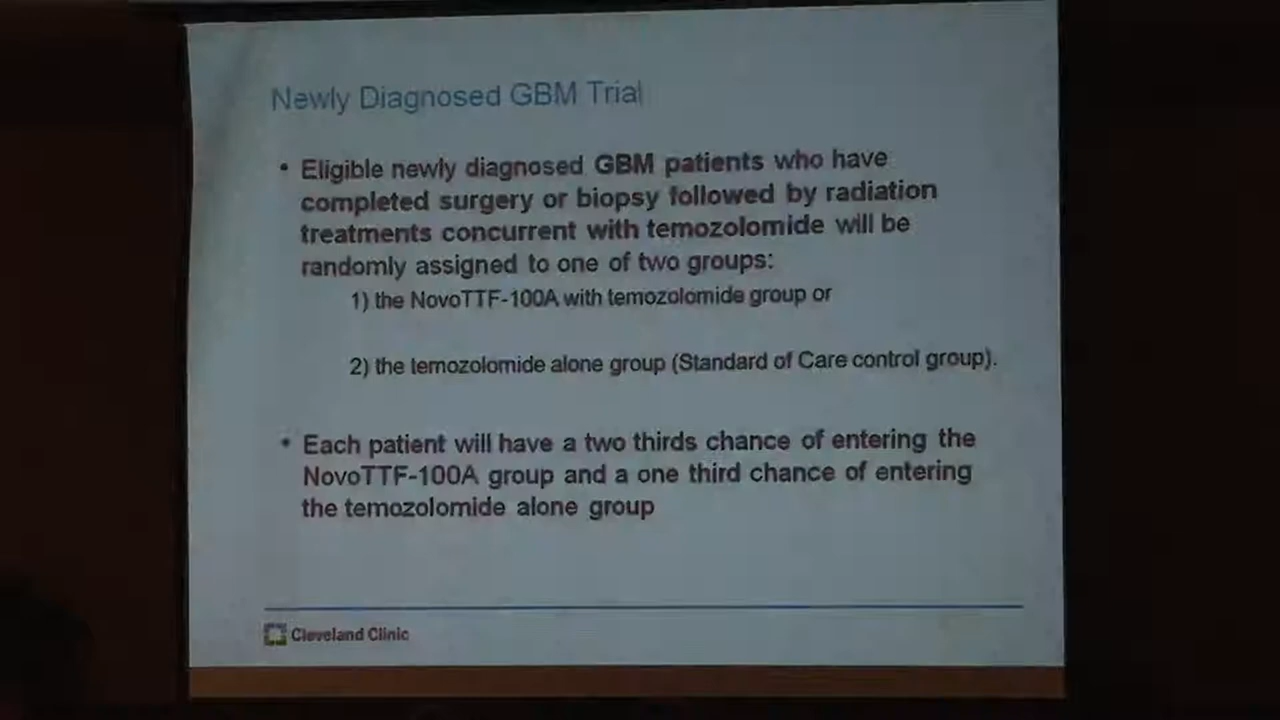 Newly Diagnosed GBM Trial
• Eligible newly diagnosed GBM patients who have
completed surgery or biopsy followed by radiation
treatments concurrent with temozolomide will be
randomly assigned to one of two groups:
1) the NovoTTF-100A with temozolomide group or
2) the temozolomide alone group (Standard of Care control group).
• Each patient will have a two thirds chance of entering the
NovoTTF-100A group and a one third chance of entering
the temozolomide alone group
Cleveland Clinic